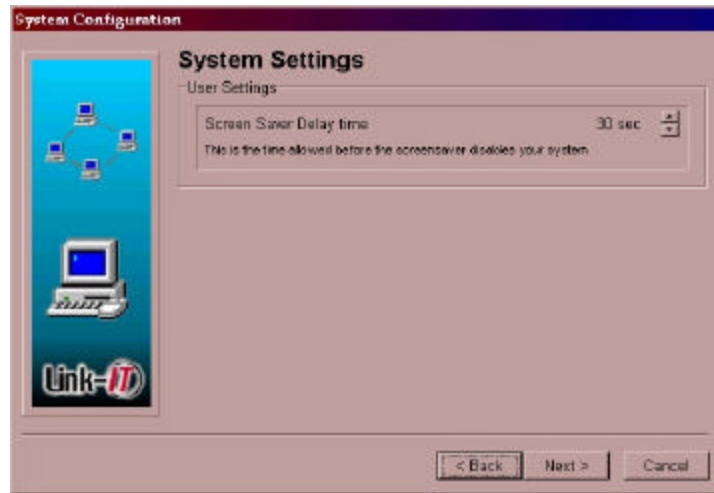 System Configuration
System Settings
User Settings
Screen Saver Delay time 30 sec
This is the time allowed before the screensaver disables your system
Link-IT
< Back Next > Cancel